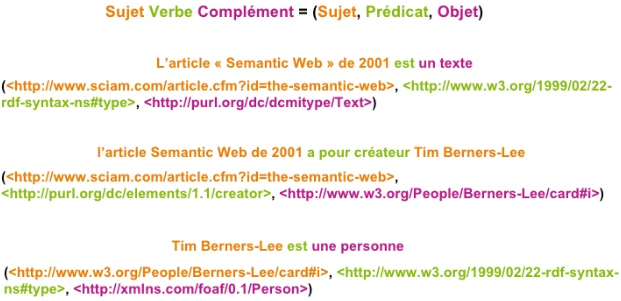 Sujet Verbe Complément = (Sujet, Prédicat, Objet)
L'article « Semantic Web » de 2001 est un texte
(<http://www.sciam.com/article.cfm?id=the-semantic-web>, <http://www.w3.org/1999/02/22-
rdf-syntax-ns#type>, <http://purl.org/dc/dcmitype/Text>)
l'article Semantic Web de 2001 a pour créateur Tim Berners-Lee
(<http://www.sciam.com/article.cfm?id=the-semantic-web>,
<http://purl.org/dc/elements/1.1/creator>, <http://www.w3.org/People/Berners-Lee/card#i>)
Tim Berners-Lee est une personne
(<http://www.w3.org/People/Berners-Lee/card#i>, <http://www.w3.org/1999/02/22-rdf-syntax-
ns#type>, <http://xmlns.com/foaf/0.1/Person>)